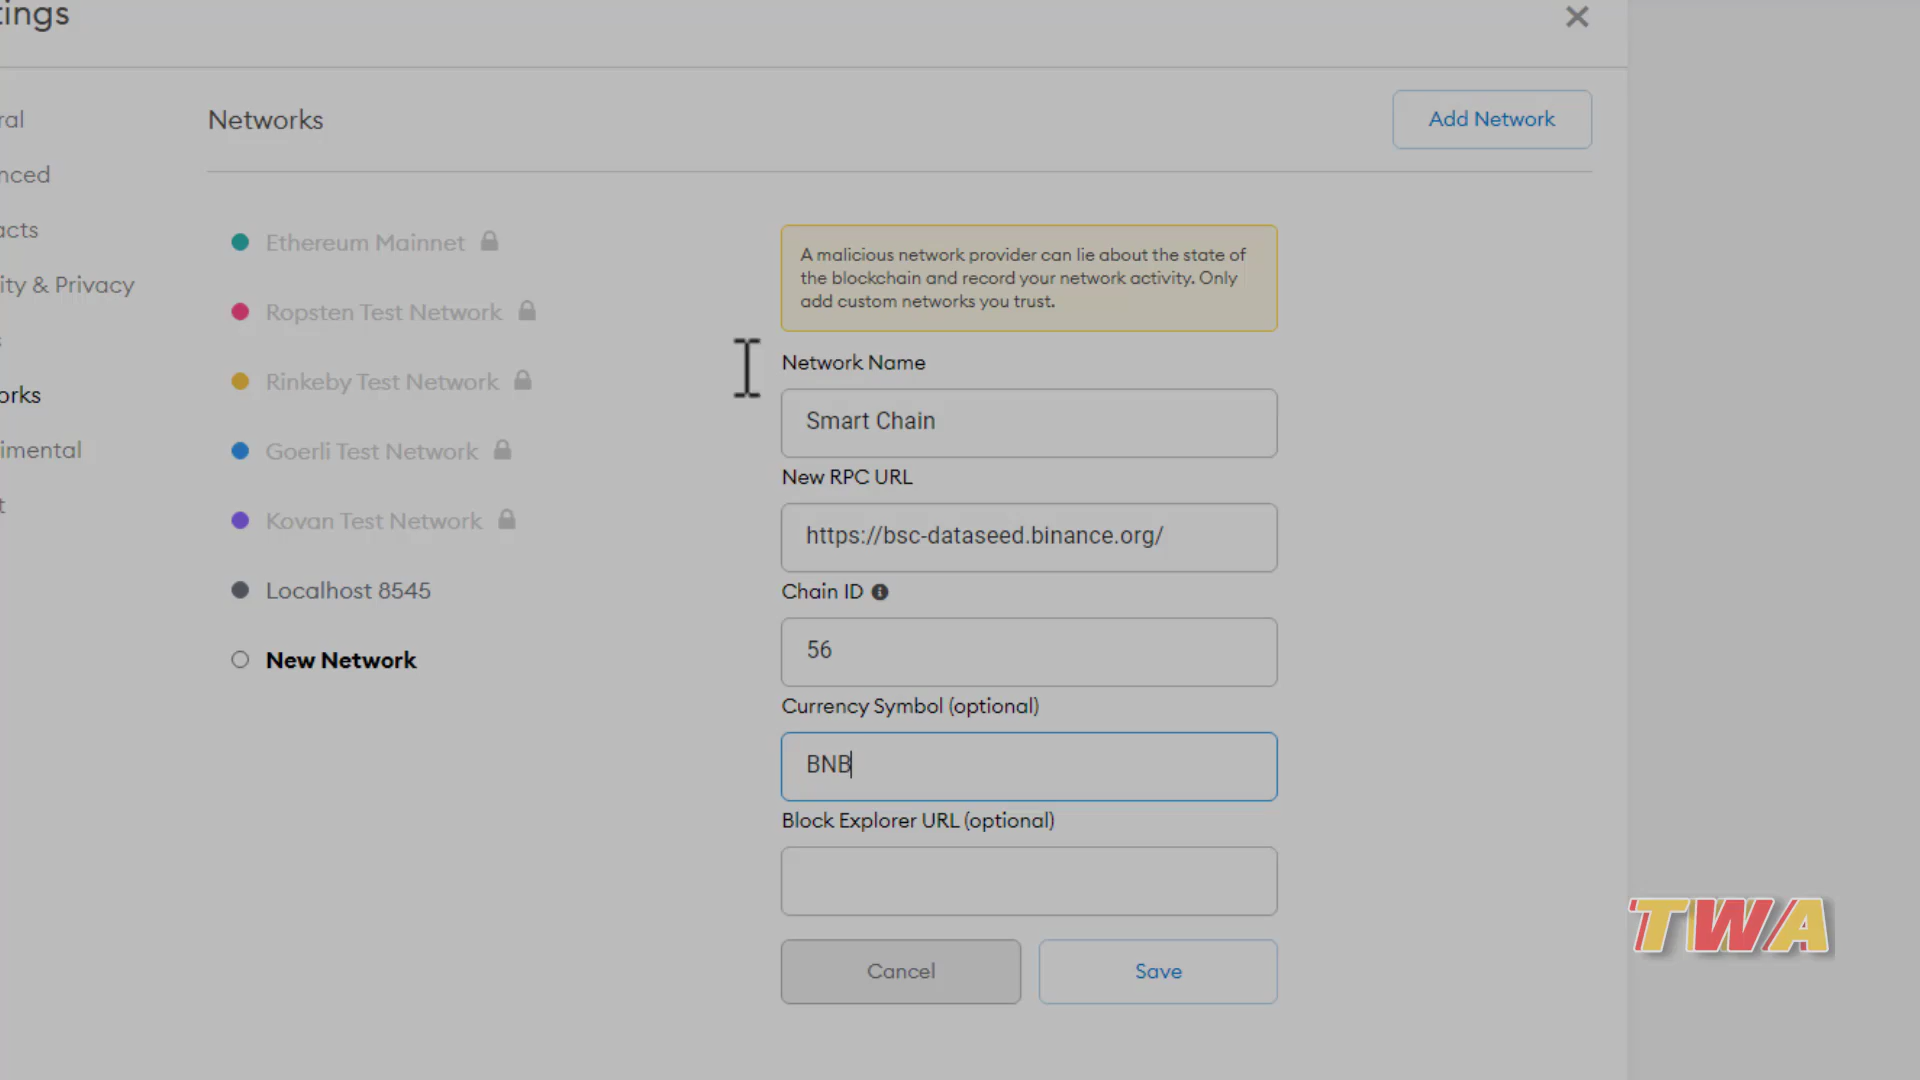 tings
Networks
Add Network
ral
nced
acts
ity & Privacy
s
orks
imental
t
Ethereum Mainnet
Ropsten Test Network
Rinkeby Test Network
Goerli Test Network
Kovan Test Network
Localhost 8545
New Network
A malicious network provider can lie about the state of
the blockchain and record your network activity. Only
add custom networks you trust.
Network Name
Smart Chain
New RPC URL
https://bsc-dataseed.binance.org/
Chain ID
56
Currency Symbol (optional)
BNB
Block Explorer URL (optional)
Cancel
Save
TWA